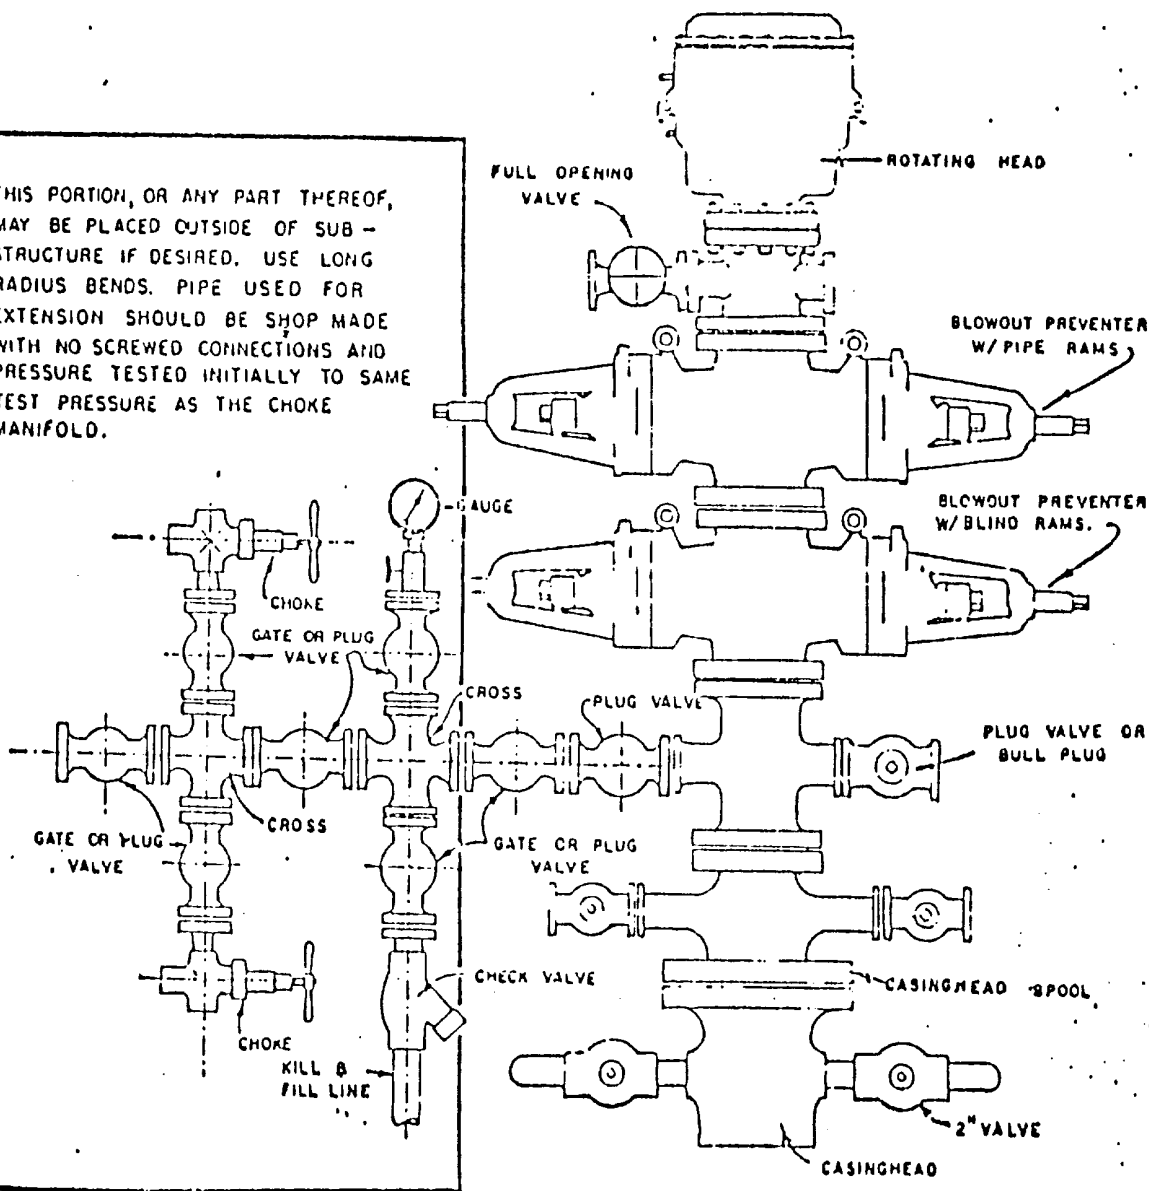 THIS PORTION, OR ANY PART THEREOF,
MAY BE PLACED OUTSIDE OF SUB-
STRUCTURE IF DESIRED. USE LONG
RADIUS BENDS. PIPE USED FOR
EXTENSION SHOULD BE SHOP MADE
WITH NO SCREWED CONNECTIONS AND
PRESSURE TESTED INITIALLY TO SAME
TEST PRESSURE AS THE CHOKE
MANIFOLD.
FULL OPENING
VALVE
ROTATING HEAD
BLOWOUT PREVENTER
W/ PIPE RAMS
BLOWOUT PREVENTER
W/BLIND RAMS.
GAUGE
CHOKE
GATE OR PLUG
VALVE
CROSS
PLUG VALVE
PLUG VALVE OR
BULL PLUG
GATE OR PLUG
VALVE
CROSS
GATE OR PLUG
VALVE
CHECK VALVE
CASINGHEAD SPOOL
CHOKE
KILL &
FILL LINE
2" VALVE
CASINGHEAD